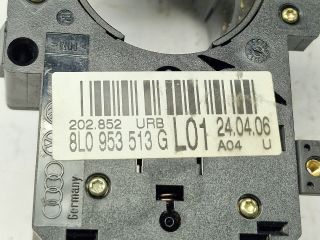 202.852 URB
8L0 953 513 G L01 24.04.06
A04 U
Germany